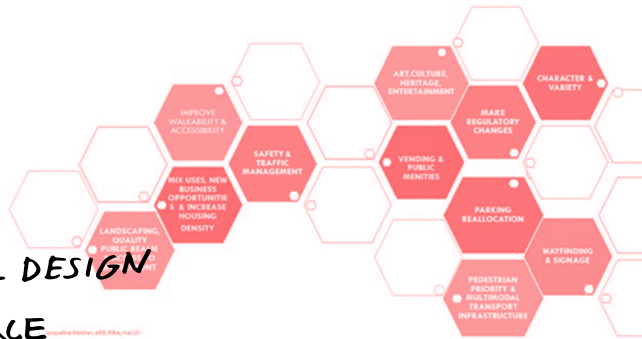 IMPROVE
WALKABILITY &
ACCESSIBILITY
MIX USES, NEW
BUSINESS
OPPORTUNITIE
S & INCREASE
HOUSING
DENSITY
LANDSCAPING,
QUALITY
PUBLIC REALM
SAFETY &
TRAFFIC
MANAGEMENT
ART,CULTURE,
HERITAGE,
ENTERTAINMENT
VENDING &
PUBLIC
MENITIES
MAKE
REGULATORY
CHANGES
PARKING
REALLOCATION
PEDESTRIAN
PRIORITY &
MULTIMODAL
TRANSPORT
INFRASTRUCTURE
CHARACTER &
VARIETY
WAYFINDING
& SIGNAGE
DESIGN